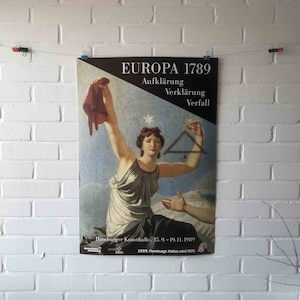 EUROPA 1789
Aufklärung
Verklärung
Verfall
Hamburger Kunsthalle, 15. 9. – 19. 11. 1989